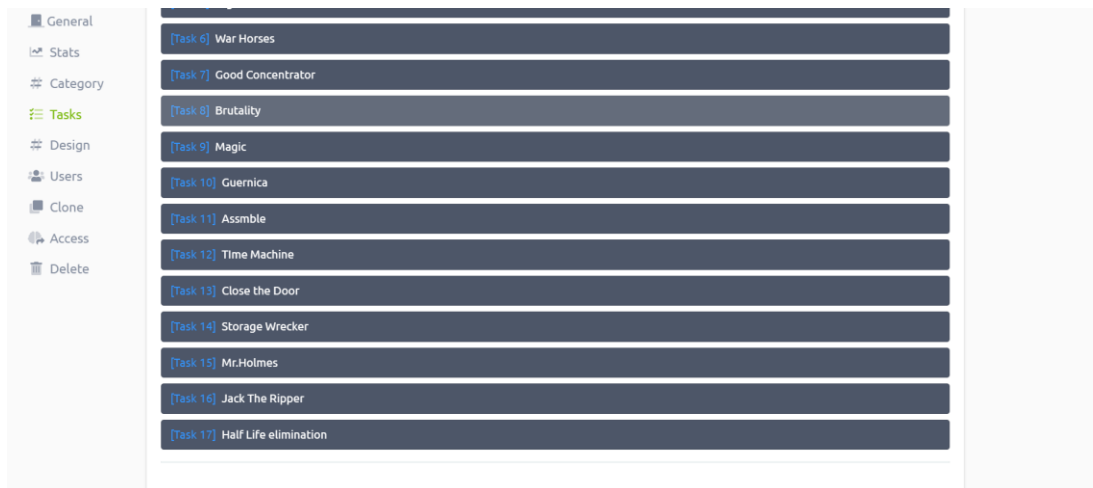 General
Stats
Category
Tasks
Design
Users
Clone
Access
Delete
[Task 6] War Horses
[Task 7] Good Concentrator
[Task 8] Brutality
[Task 9] Magic
[Task 10] Guernica
[Task 11] Assmble
[Task 12] TIme Machine
[Task 13] Close the Door
[Task 14] Storage Wrecker
[Task 15] Mr.Holmes
[Task 16] Jack The Ripper
[Task 17] Half Life elimination